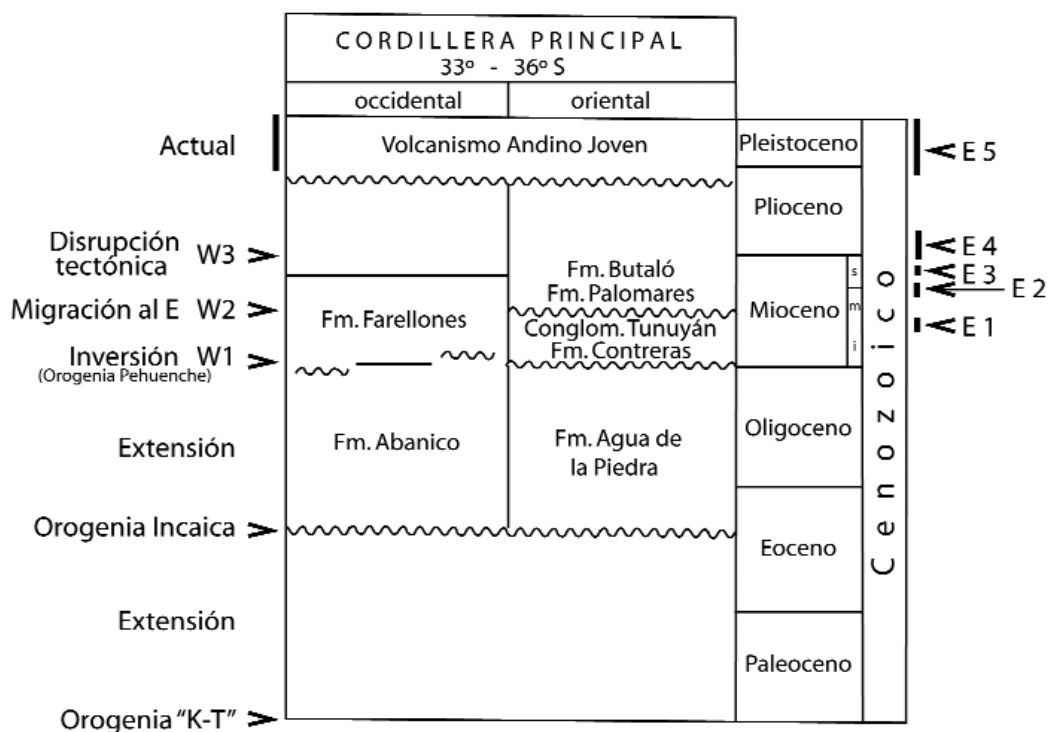 CORDILLERA PRINCIPAL
33º - 36º S
occidental oriental
Actual
Volcanismo Andino Joven
Pleistoceno
E 5
Plioceno
Disrupción
tectónica W3
E 4
E 3
E 2
Fm. Butaló
Fm. Palomares
Mioceno
s
m
i
Migración al E W2
Fm. Farellones
Conglom. Tunuyán
Fm. Contreras
E 1
Inversión W1
(Orogenia Pehuenche)
Extensión
Fm. Abanico
Fm. Agua de
la Piedra
Oligoceno
Cenozoico
Orogenia Incaica
Eoceno
Extensión
Paleoceno
Orogenia "K-T"